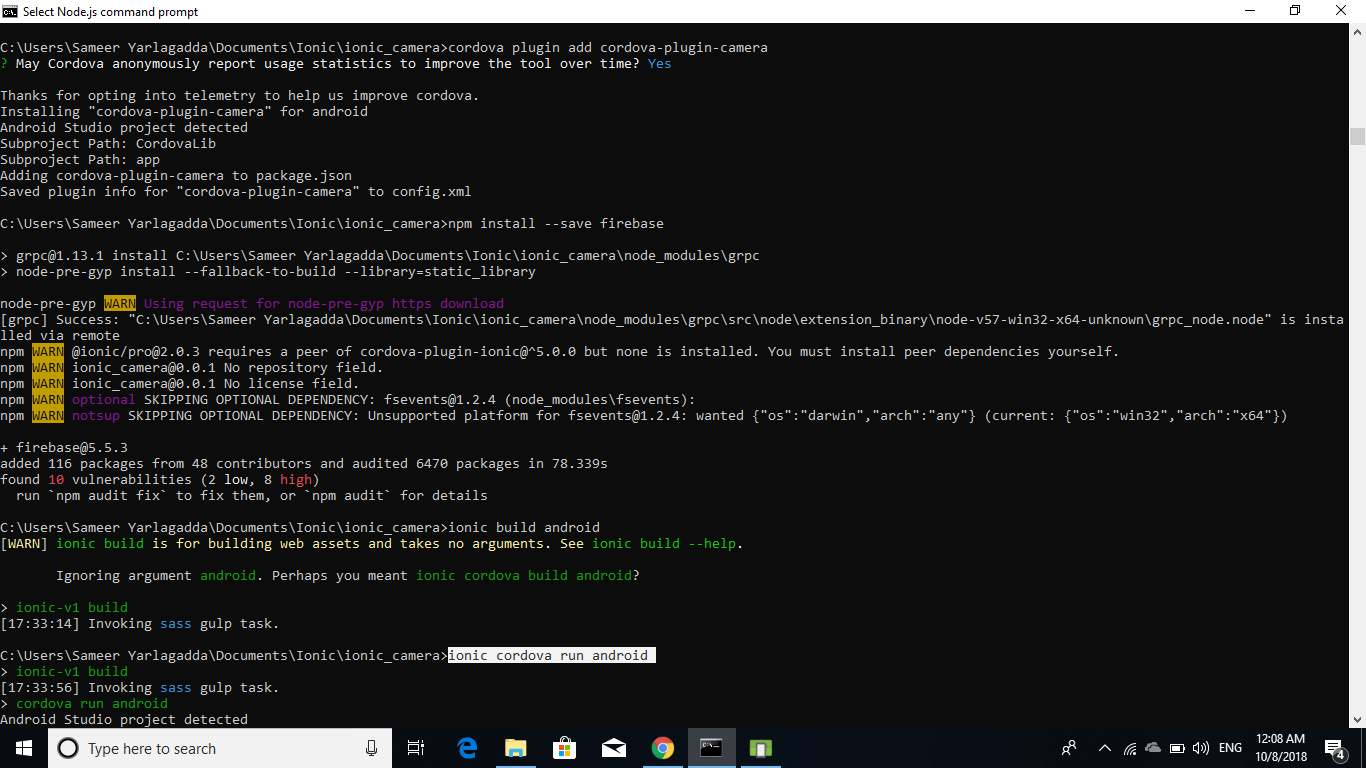 Select Node.js command prompt
C:\Users\Sameer Yarlagadda\Documents\Ionic\ionic_camera>cordova plugin add cordova-plugin-camera
? May Cordova anonymously report usage statistics to improve the tool over time? Yes
Thanks for opting into telemetry to help us improve cordova.
Installing "cordova-plugin-camera" for android
Android Studio project detected
Subproject Path: CordovaLib
Subproject Path: app
Adding cordova-plugin-camera to package.json
Saved plugin info for "cordova-plugin-camera" to config.xml
C:\Users\Sameer Yarlagadda\Documents\Ionic\ionic_camera>npm install --save firebase
> grpc@1.13.1 install C:\Users\Sameer Yarlagadda\Documents\Ionic\ionic_camera\node_modules\grpc
> node-pre-gyp install --fallback-to-build --library=static_library
node-pre-gyp WARN Using request for node-pre-gyp https download
[grpc] Success: "C:\Users\Sameer Yarlagadda\Documents\Ionic\ionic_camera\node_modules\grpc\src\node\extension_binary\node-v57-win32-x64-unknown\grpc_node.node" is insta
lled via remote
npm WARN @ionic/pro@2.0.3 requires a peer of cordova-plugin-ionic@^5.0.0 but none is installed. You must install peer dependencies yourself.
npm WARN ionic_camera@0.0.1 No repository field.
npm WARN ionic_camera@0.0.1 No license field.
npm WARN optional SKIPPING OPTIONAL DEPENDENCY: fsevents@1.2.4 (node_modules\fsevents):
npm WARN notsup SKIPPING OPTIONAL DEPENDENCY: Unsupported platform for fsevents@1.2.4: wanted {"os":"darwin","arch":"any"} (current: {"os":"win32","arch":"x64"})
+ firebase@5.5.3
added 116 packages from 48 contributors and audited 6470 packages in 78.339s
found 10 vulnerabilities (2 low, 8 high)
run `npm audit fix` to fix them, or `npm audit` for details
C:\Users\Sameer Yarlagadda\Documents\Ionic\ionic_camera>ionic build android
[WARN] ionic build is for building web assets and takes no arguments. See ionic build --help.
Ignoring argument android. Perhaps you meant ionic cordova build android?
> ionic-v1 build
[17:33:14] Invoking sass gulp task.
C:\Users\Sameer Yarlagadda\Documents\Ionic\ionic_camera>ionic cordova run android
> ionic-v1 build
[17:33:56] Invoking sass gulp task.
> cordova run android
Android Studio project detected
Type here to search
ENG
12:08 AM
10/8/2018
4